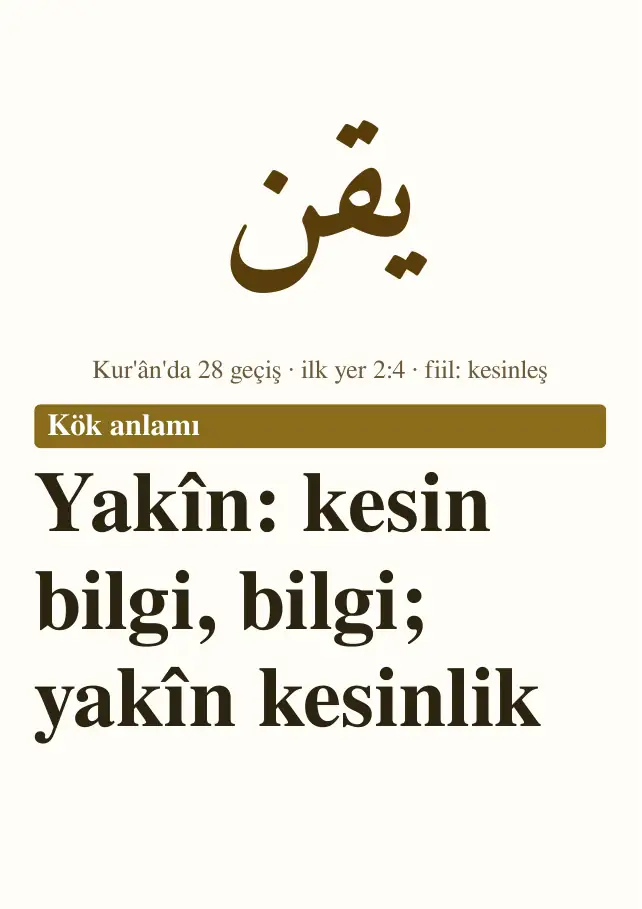 يقن
Kur'ân'da 28 geçiş · ilk yer 2:4 · fiil: kesinleş
Kök anlamı
Yakîn: kesin
bilgi, bilgi;
yakîn kesinlik